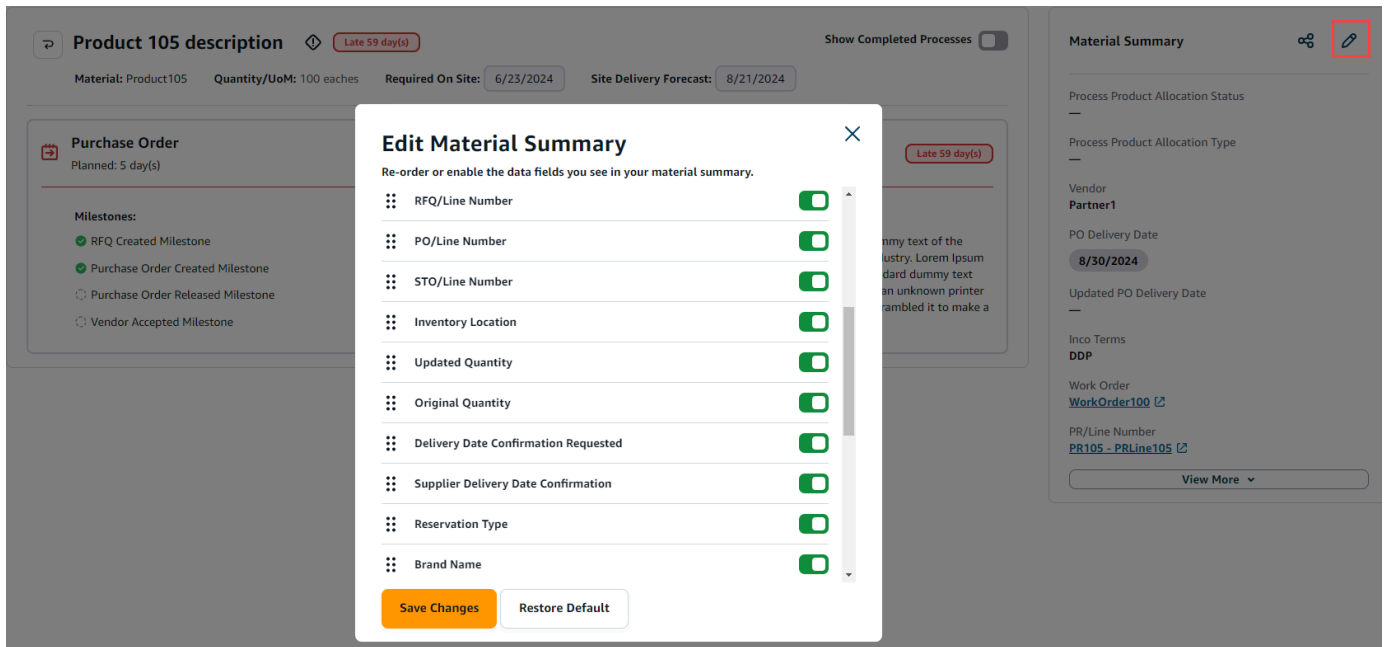 Product 105 description
Late 59 day(s)
Show Completed Processes
Material: Product105 Quantity/UoM: 100 eaches Required On Site: 6/23/2024 Site Delivery Forecast: 8/21/2024
Purchase Order
Planned: 5 day(s)
Late 59 day(s)
Milestones:
RFQ Created Milestone
Purchase Order Created Milestone
Purchase Order Released Milestone
Vendor Accepted Milestone
text of the
Lorem Ipsum
dummy text
an unknown printer
it to make a
Edit Material Summary
Re-order or enable the data fields you see in your material summary.
RFQ/Line Number
PO/Line Number
STO/Line Number
Inventory Location
Updated Quantity
Original Quantity
Delivery Date Confirmation Requested
Supplier Delivery Date Confirmation
Reservation Type
Brand Name
Save Changes
Restore Default
Material Summary
Process Product Allocation Status
—
Process Product Allocation Type
—
Vendor
Partner1
PO Delivery Date
8/30/2024
Updated PO Delivery Date
—
Inco Terms
DDP
Work Order
WorkOrder100
PR/Line Number
PR105 - PRLine105
View More